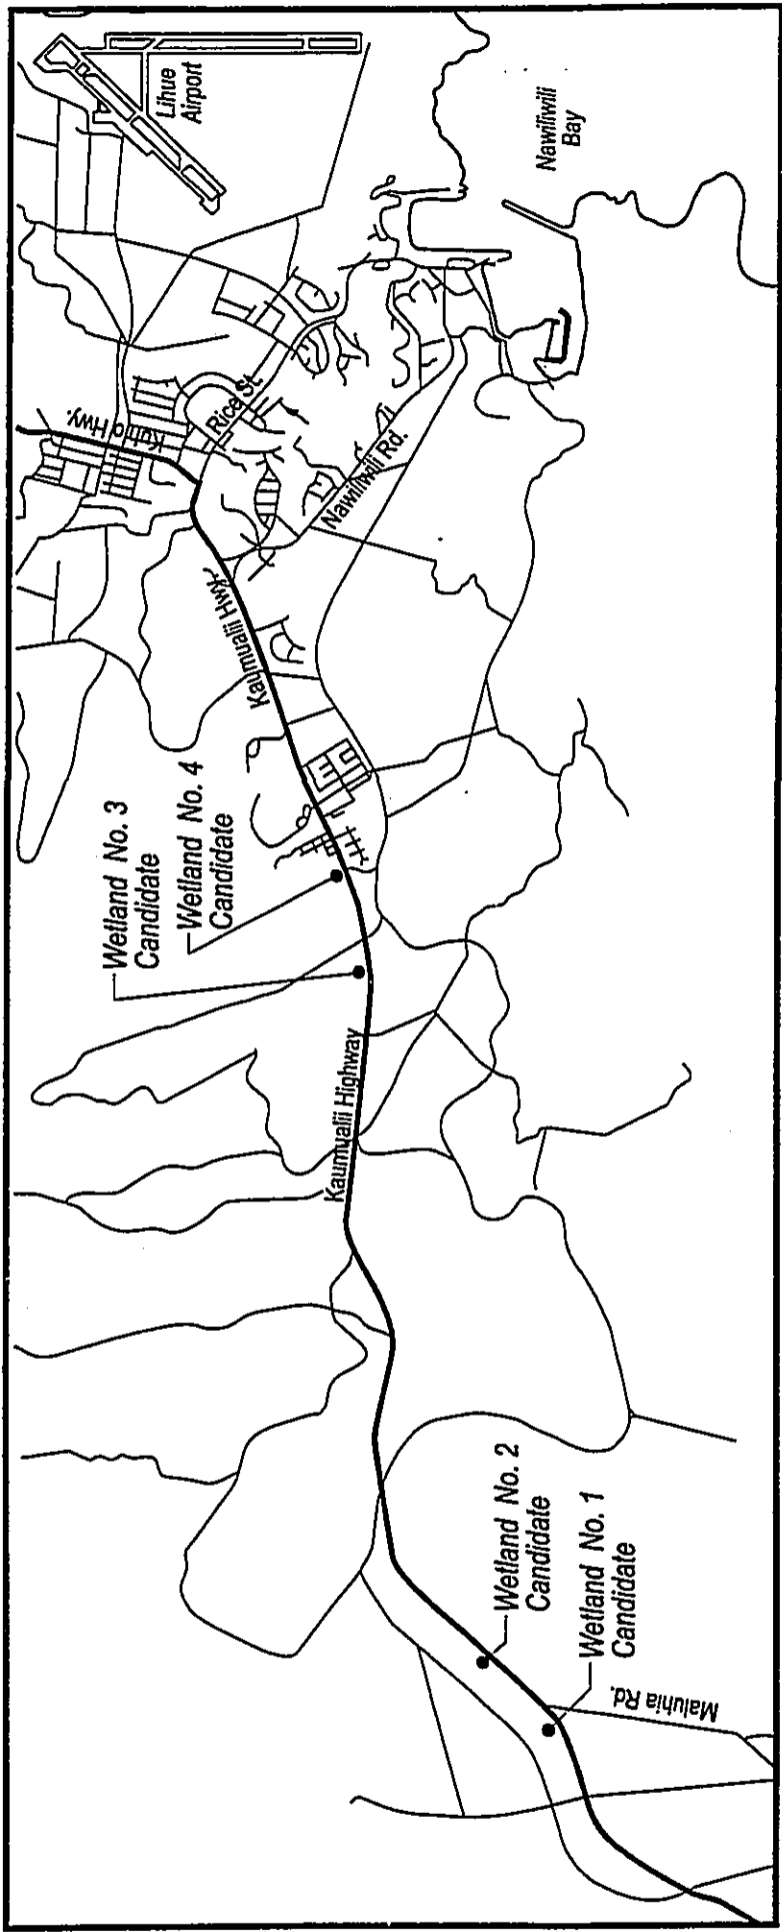 Lihue
Airport
Nawiliwili
Bay
Kuhio Hwy.
Rice St.
Nawiliwili Rd.
Kaumualii Hwy.
Wetland No. 3
Candidate
Wetland No. 4
Candidate
Kaumualii Highway
Wetland No. 2
Candidate
Wetland No. 1
Candidate
Maluhia Rd.